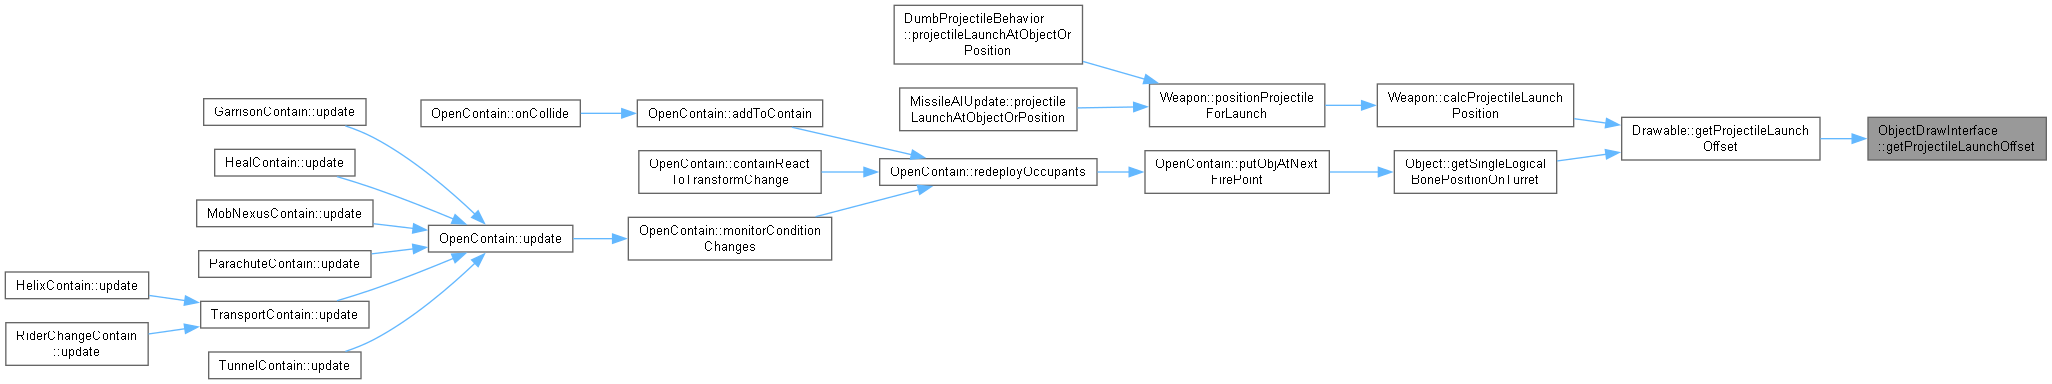 DumbProjectileBehavior
::projectileLaunchAtObjectOr
Position
MissileAIUpdate::projectile
LaunchAtObjectOrPosition
Weapon::positionProjectile
ForLaunch
Weapon::calcProjectileLaunch
Position
Drawable::getProjectileLaunch
Offset
ObjectDrawInterface
::getProjectileLaunchOffset
GarrisonContain::update
OpenContain::onCollide
OpenContain::addToContain
HealContain::update
OpenContain::containReact
ToTransformChange
OpenContain::redeployOccupants
OpenContain::putObjAtNext
FirePoint
Object::getSingleLogical
BonePositionOnTurret
MobNexusContain::update
OpenContain::update
OpenContain::monitorCondition
Changes
ParachuteContain::update
HelixContain::update
TransportContain::update
RiderChangeContain
::update
TunnelContain::update